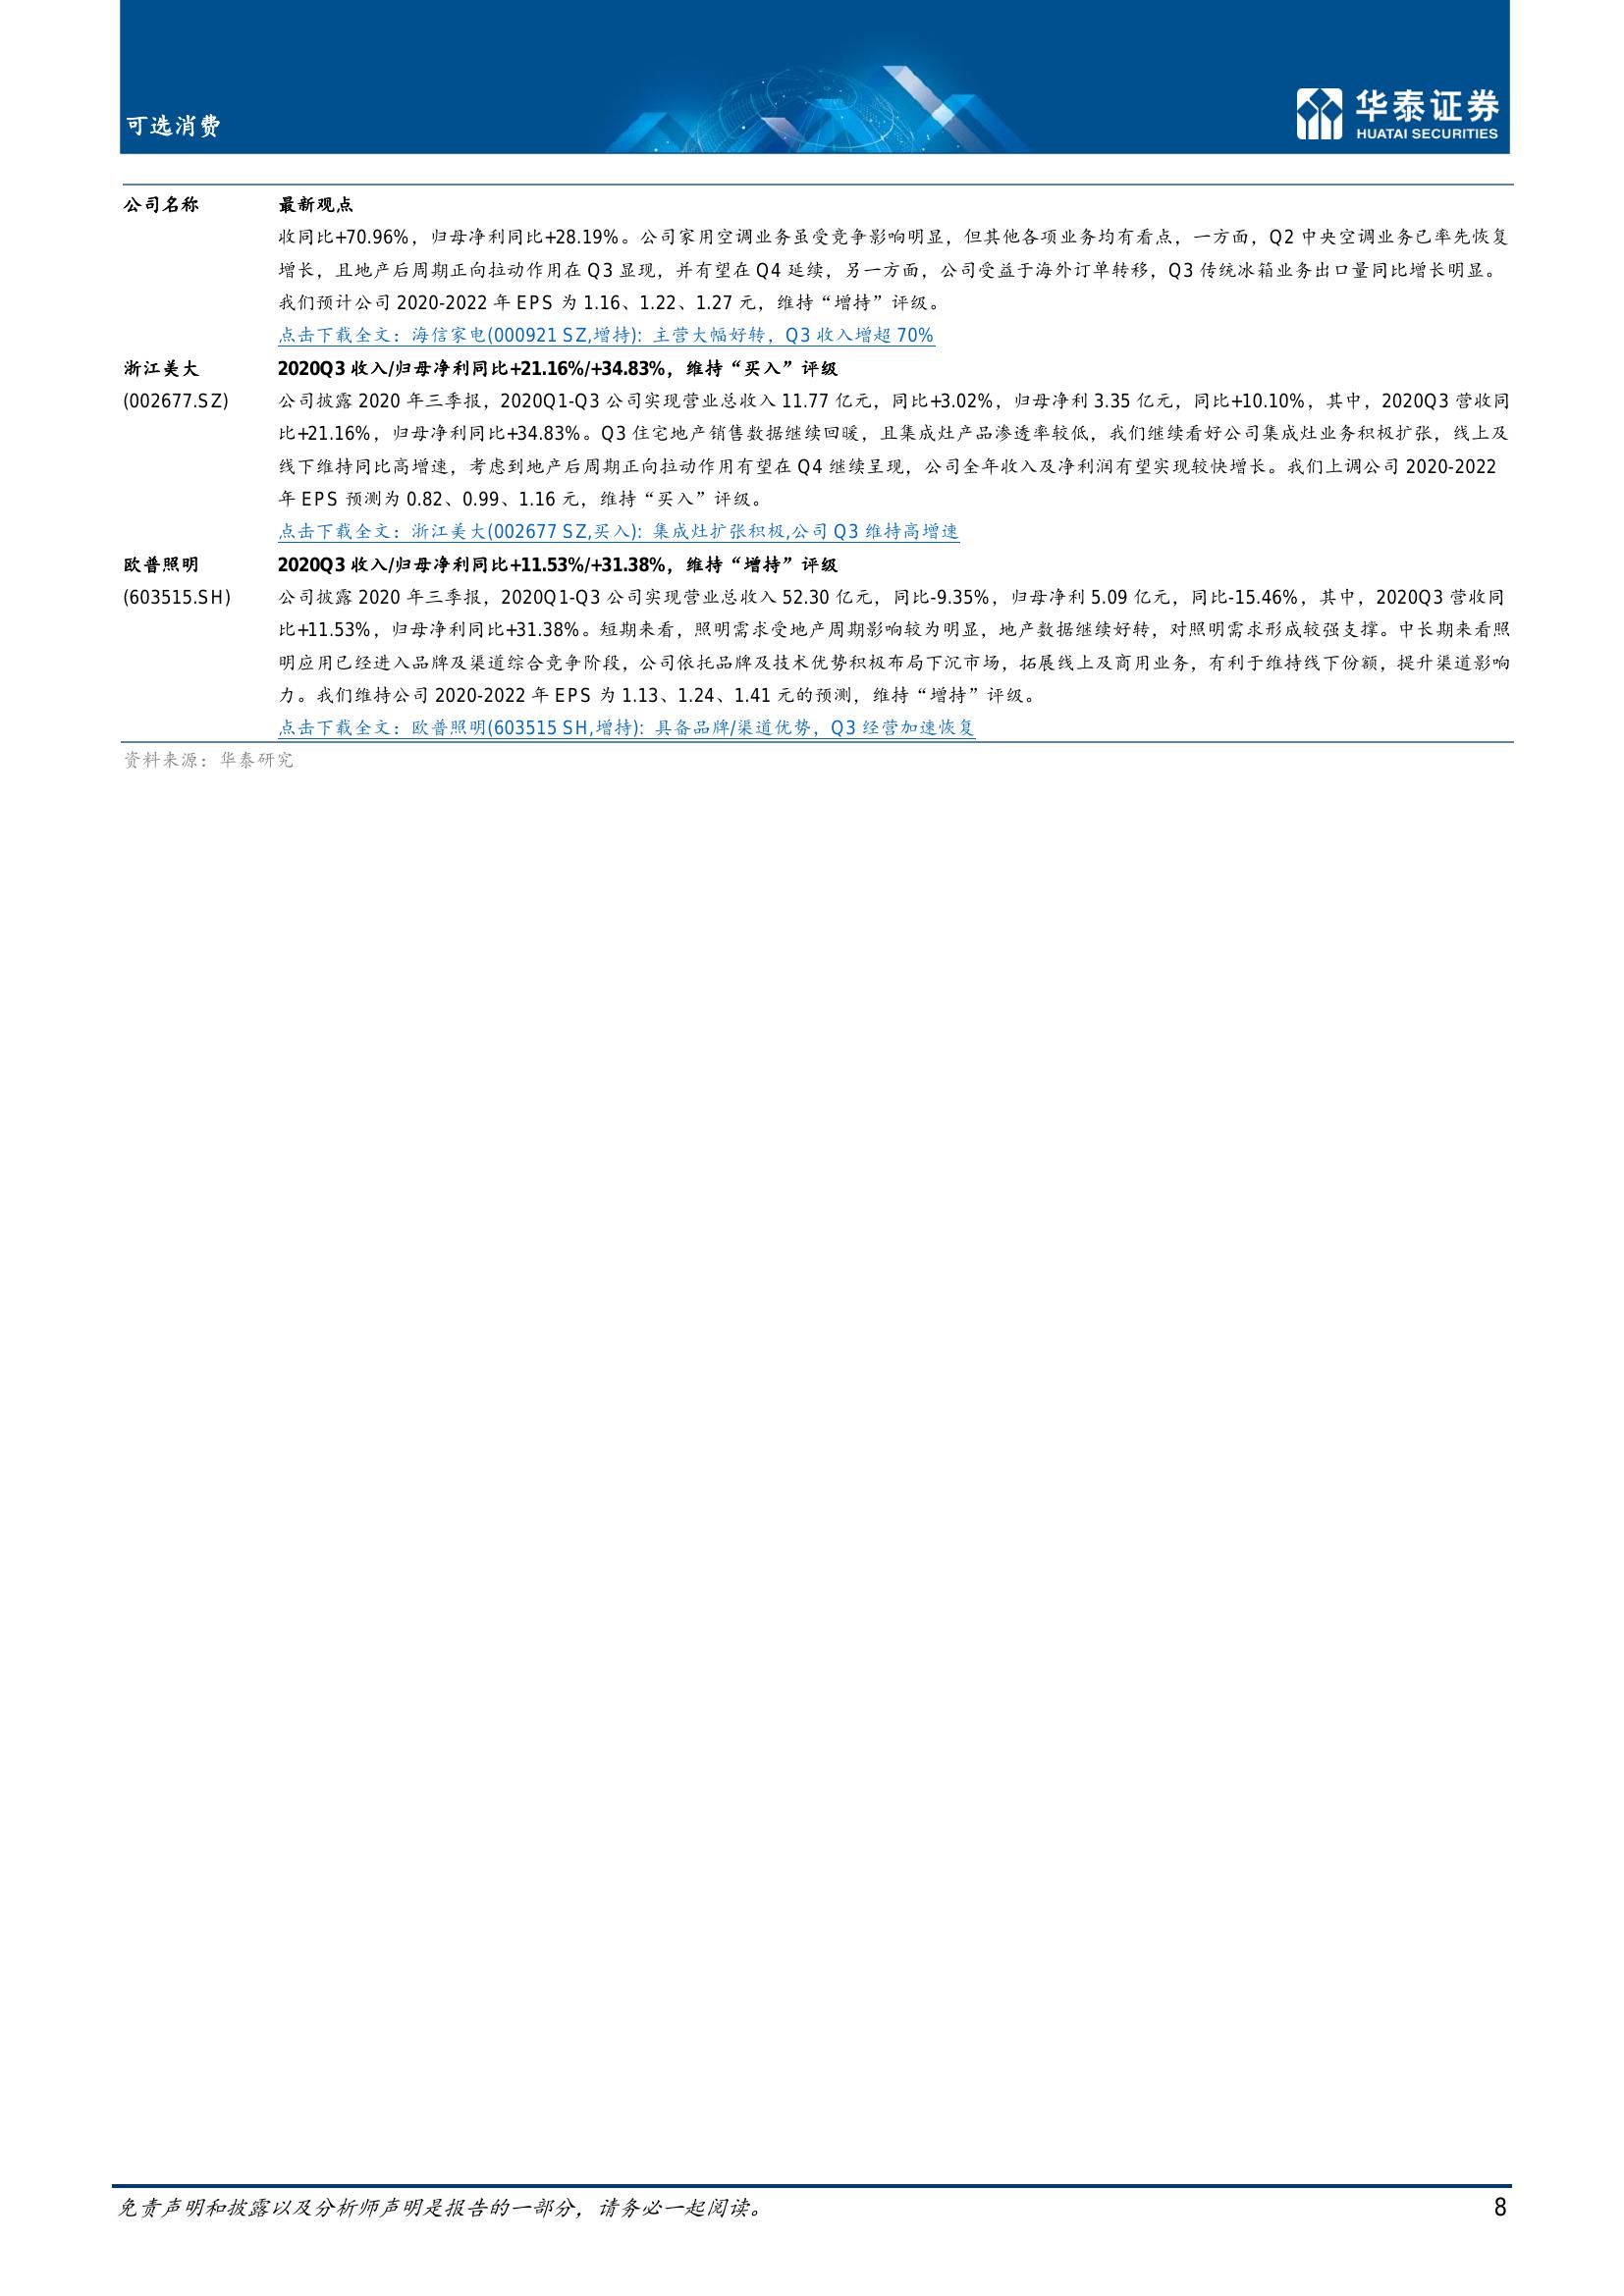 可选消费
华泰证券
HUATAI SECURITIES
公司名称 最新观点
收同比+70.96%，归母净利同比+28.19%。公司家用空调业务虽受竞争影响明显，但其他各项业务均有看点，一方面，Q2 中央空调业务已率先恢复
增长，且地产后周期正向拉动作用在 Q3 显现，并有望在 Q4 延续，另一方面，公司受益于海外订单转移，Q3 传统冰箱业务出口量同比增长明显。
我们预计公司 2020-2022 年 EPS 为 1.16、1.22、1.27 元，维持“增持”评级。
点击下载全文：海信家电(000921 SZ,增持): 主营大幅好转，Q3 收入增超 70%
浙江美大 2020Q3 收入/归母净利同比+21.16%/+34.83%，维持“买入”评级
(002677.SZ) 公司披露 2020 年三季报，2020Q1-Q3 公司实现营业总收入 11.77 亿元，同比+3.02%，归母净利 3.35 亿元，同比+10.10%，其中，2020Q3 营收同
比+21.16%，归母净利同比+34.83%。Q3 住宅地产销售数据继续回暖，且集成灶产品渗透率较低，我们继续看好公司集成灶业务积极扩张，线上及
线下维持同比高增速，考虑到地产后周期正向拉动作用有望在 Q4 继续呈现，公司全年收入及净利润有望实现较快增长。我们上调公司 2020-2022
年 EPS 预测为 0.82、0.99、1.16 元，维持“买入”评级。
点击下载全文：浙江美大(002677 SZ,买入): 集成灶扩张积极,公司 Q3 维持高增速
欧普照明 2020Q3 收入/归母净利同比+11.53%/+31.38%，维持“增持”评级
(603515.SH) 公司披露 2020 年三季报，2020Q1-Q3 公司实现营业总收入 52.30 亿元，同比-9.35%，归母净利 5.09 亿元，同比-15.46%，其中，2020Q3 营收同
比+11.53%，归母净利同比+31.38%。短期来看，照明需求受地产周期影响较为明显，地产数据继续好转，对照明需求形成较强支撑。中长期来看照
明应用已经进入品牌及渠道综合竞争阶段，公司依托品牌及技术优势积极布局下沉市场，拓展线上及商用业务，有利于维持线下份额，提升渠道影响
力。我们维持公司 2020-2022 年 EPS 为 1.13、1.24、1.41 元的预测，维持“增持”评级。
点击下载全文：欧普照明(603515 SH,增持): 具备品牌/渠道优势，Q3 经营加速恢复
资料来源：华泰研究
免责声明和披露以及分析师声明是报告的一部分，请务必一起阅读。 8